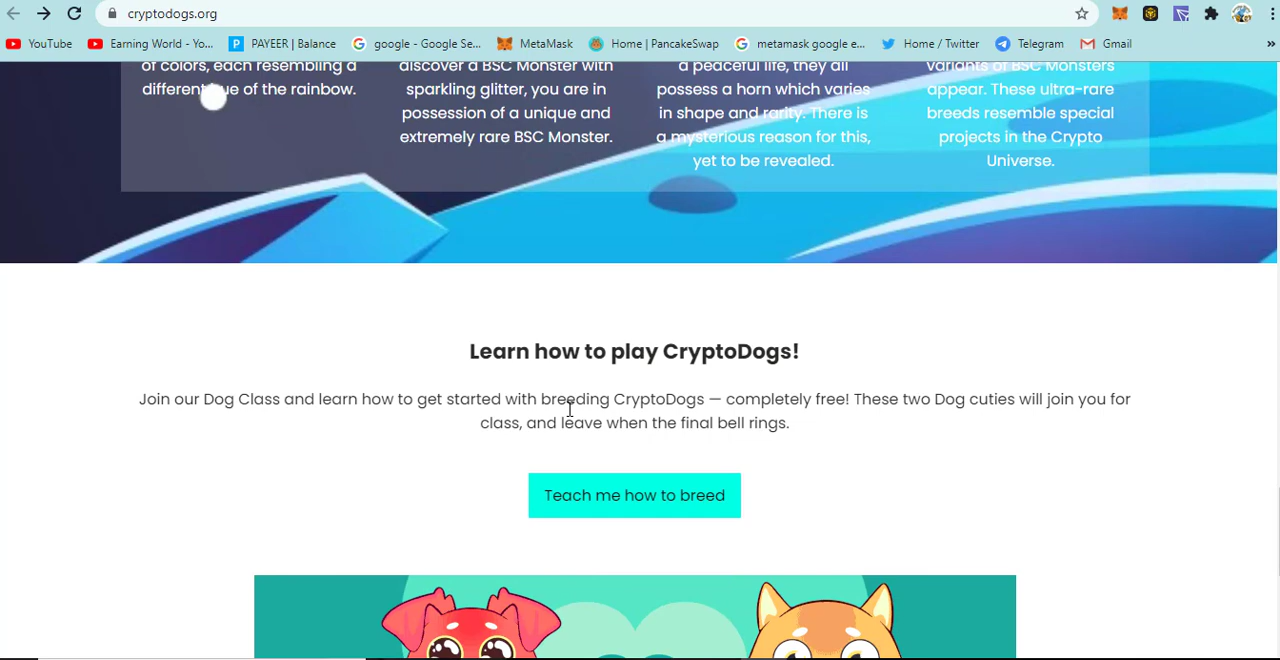 cryptodogs.org
YouTube Earning World - Yo... PAYEER | Balance google - Google Se... MetaMask Home | PancakeSwap metamask google e... Home / Twitter Telegram Gmail »
of colors, each resembling a
different hue of the rainbow.
discover a BSC Monster with
sparkling glitter, you are in
possession of a unique and
extremely rare BSC Monster.
a peaceful life, they all
possess a horn which varies
in shape and rarity. There is
a mysterious reason for this,
yet to be revealed.
variants of BSC Monsters
appear. These ultra-rare
breeds resemble special
projects in the Crypto
Universe.
Learn how to play CryptoDogs!
Join our Dog Class and learn how to get started with breeding CryptoDogs — completely free! These two Dog cuties will join you for
class, and leave when the final bell rings.
Teach me how to breed